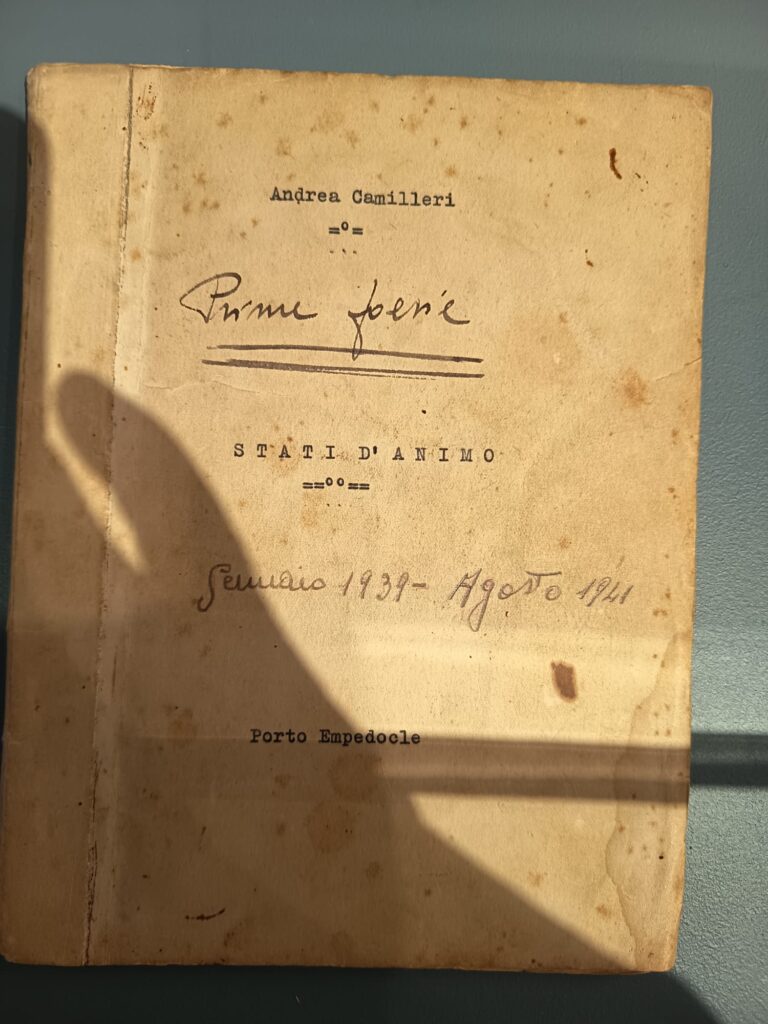 Andrea Camilleri
=°=
Prime poesie
STATI D'ANIMO
==°°==
Gennaio 1939 - Agosto 1941
Porto Empedocle